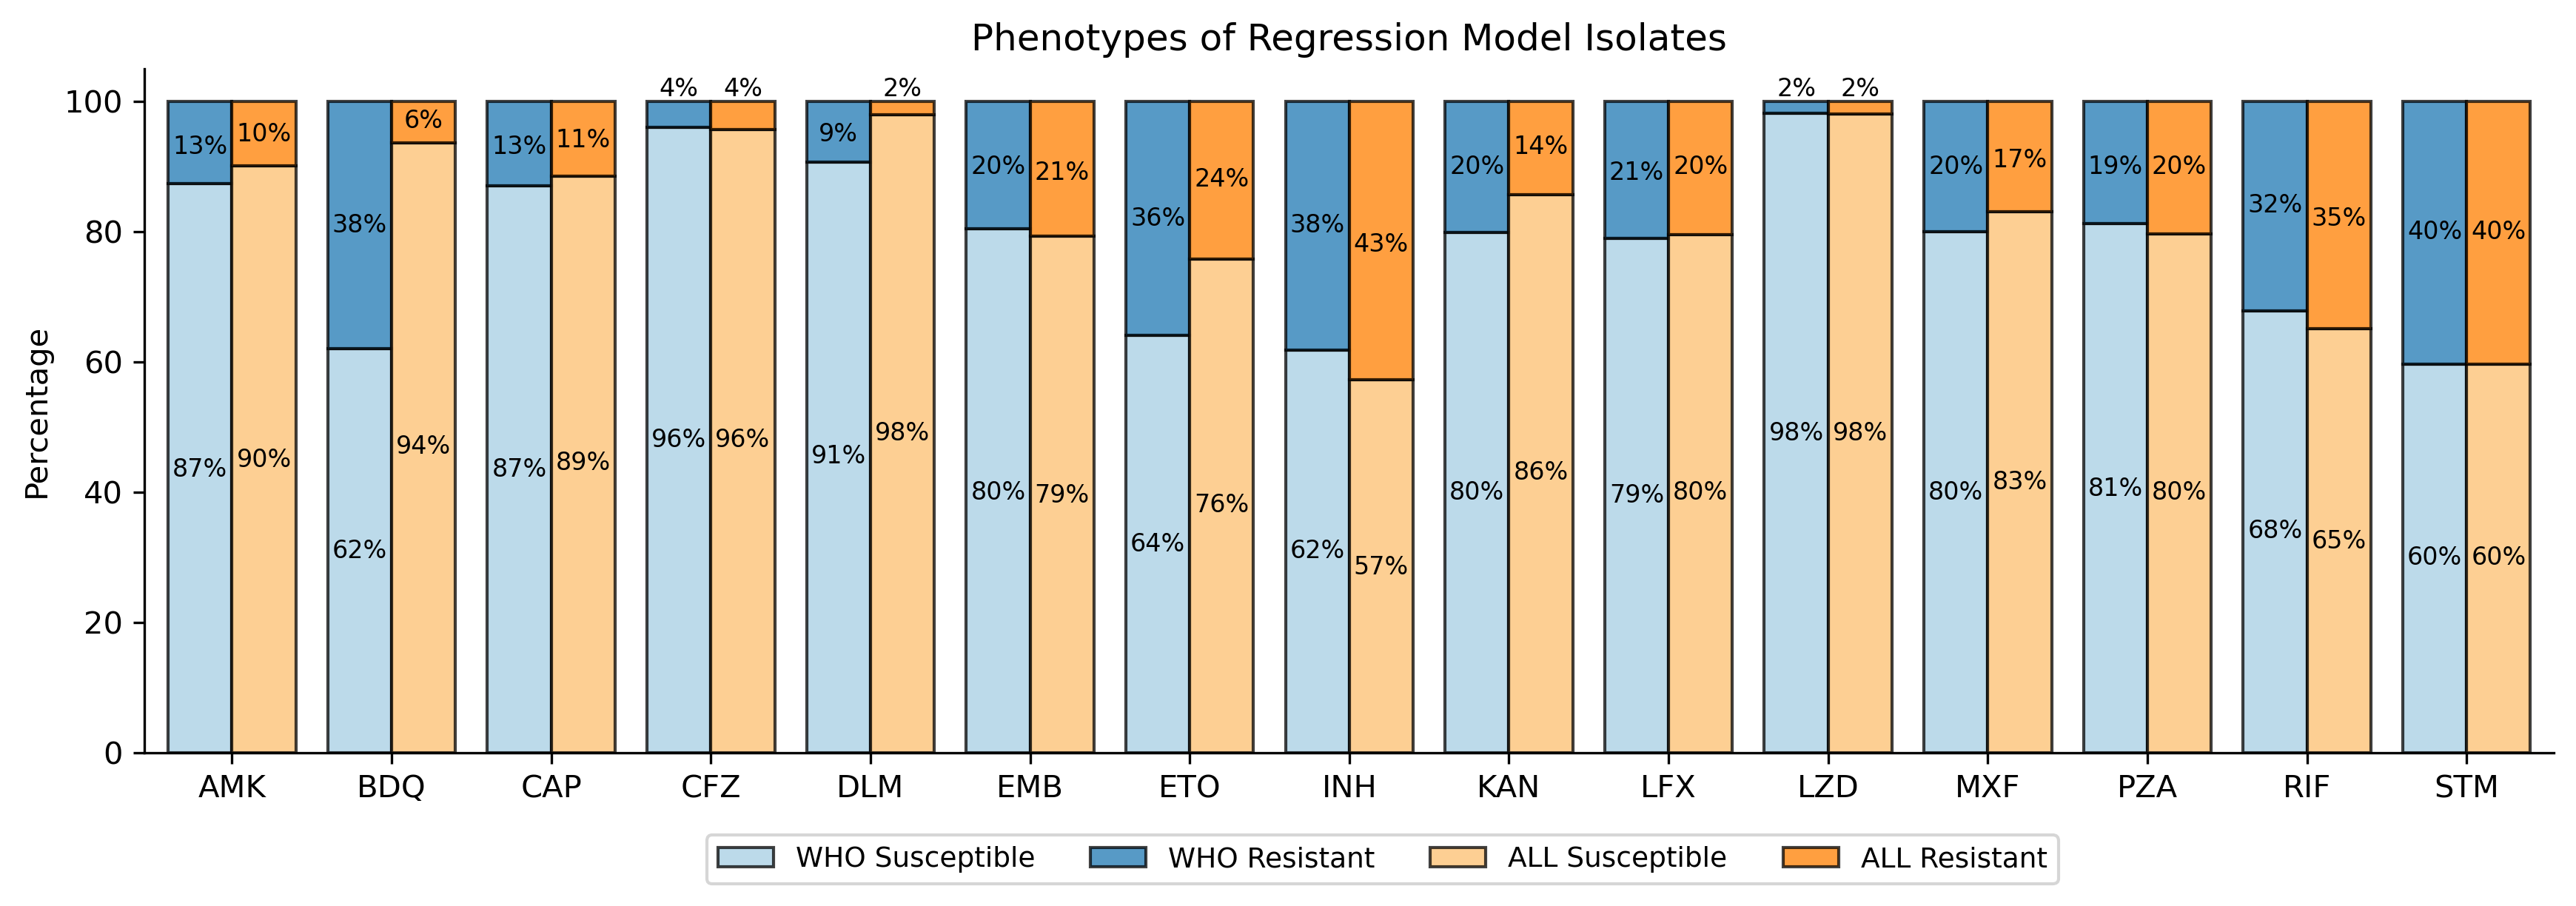 Phenotypes of Regression Model Isolates
4% 4% 2% 2% 2%
100
13% 10% 38% 6% 13% 11% 9% 20% 21% 36% 24% 38% 43% 20% 14% 21% 20% 20% 17% 19% 20% 32% 35% 40% 40%
80
60
87% 90% 62% 94% 87% 89% 96% 96% 91% 98% 80% 79% 64% 76% 62% 57% 80% 86% 79% 80% 98% 98% 80% 83% 81% 80% 68% 65% 60% 60%
40
20
0
Percentage
AMK BDQ CAP CFZ DLM EMB ETO INH KAN LFX LZD MXF PZA RIF STM
WHO Susceptible WHO Resistant ALL Susceptible ALL Resistant